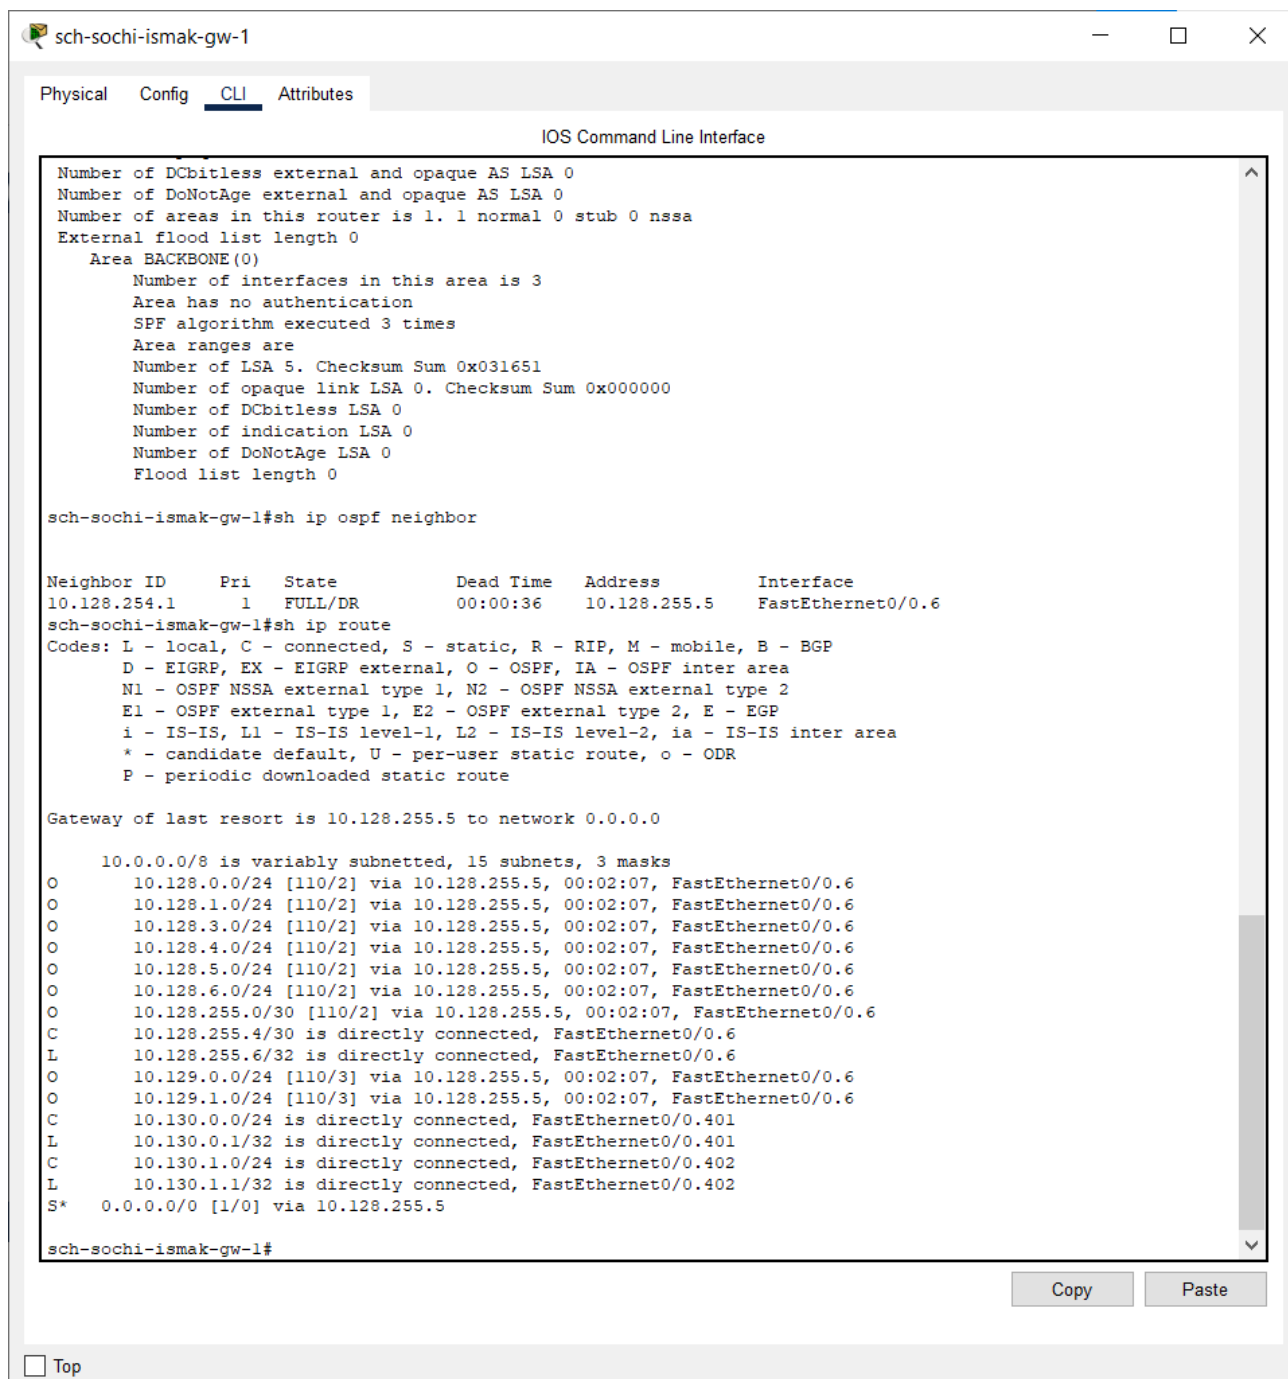 sch-sochi-ismak-gw-1
Physical Config CLI Attributes
IOS Command Line Interface
Number of DCbitless external and opaque AS LSA 0
Number of DoNotAge external and opaque AS LSA 0
Number of areas in this router is 1. 1 normal 0 stub 0 nssa
External flood list length 0
Area BACKBONE(0)
Number of interfaces in this area is 3
Area has no authentication
SPF algorithm executed 3 times
Area ranges are
Number of LSA 5. Checksum Sum 0x031651
Number of opaque link LSA 0. Checksum Sum 0x000000
Number of DCbitless LSA 0
Number of indication LSA 0
Number of DoNotAge LSA 0
Flood list length 0
sch-sochi-ismak-gw-1#sh ip ospf neighbor
Neighbor ID Pri State Dead Time Address Interface
10.128.254.1 1 FULL/DR 00:00:36 10.128.255.5 FastEthernet0/0.6
sch-sochi-ismak-gw-1#sh ip route
Codes: L - local, C - connected, S - static, R - RIP, M - mobile, B - BGP
D - EIGRP, EX - EIGRP external, O - OSPF, IA - OSPF inter area
N1 - OSPF NSSA external type 1, N2 - OSPF NSSA external type 2
E1 - OSPF external type 1, E2 - OSPF external type 2, E - EGP
i - IS-IS, L1 - IS-IS level-1, L2 - IS-IS level-2, ia - IS-IS inter area
* - candidate default, U - per-user static route, o - ODR
P - periodic downloaded static route
Gateway of last resort is 10.128.255.5 to network 0.0.0.0
10.0.0.0/8 is variably subnetted, 15 subnets, 3 masks
O 10.128.0.0/24 [110/2] via 10.128.255.5, 00:02:07, FastEthernet0/0.6
O 10.128.1.0/24 [110/2] via 10.128.255.5, 00:02:07, FastEthernet0/0.6
O 10.128.3.0/24 [110/2] via 10.128.255.5, 00:02:07, FastEthernet0/0.6
O 10.128.4.0/24 [110/2] via 10.128.255.5, 00:02:07, FastEthernet0/0.6
O 10.128.5.0/24 [110/2] via 10.128.255.5, 00:02:07, FastEthernet0/0.6
O 10.128.6.0/24 [110/2] via 10.128.255.5, 00:02:07, FastEthernet0/0.6
O 10.128.255.0/30 [110/2] via 10.128.255.5, 00:02:07, FastEthernet0/0.6
C 10.128.255.4/30 is directly connected, FastEthernet0/0.6
L 10.128.255.6/32 is directly connected, FastEthernet0/0.6
O 10.129.0.0/24 [110/3] via 10.128.255.5, 00:02:07, FastEthernet0/0.6
O 10.129.1.0/24 [110/3] via 10.128.255.5, 00:02:07, FastEthernet0/0.6
C 10.130.0.0/24 is directly connected, FastEthernet0/0.401
L 10.130.0.1/32 is directly connected, FastEthernet0/0.401
C 10.130.1.0/24 is directly connected, FastEthernet0/0.402
L 10.130.1.1/32 is directly connected, FastEthernet0/0.402
S* 0.0.0.0/0 [1/0] via 10.128.255.5
sch-sochi-ismak-gw-1#
Copy Paste
Top